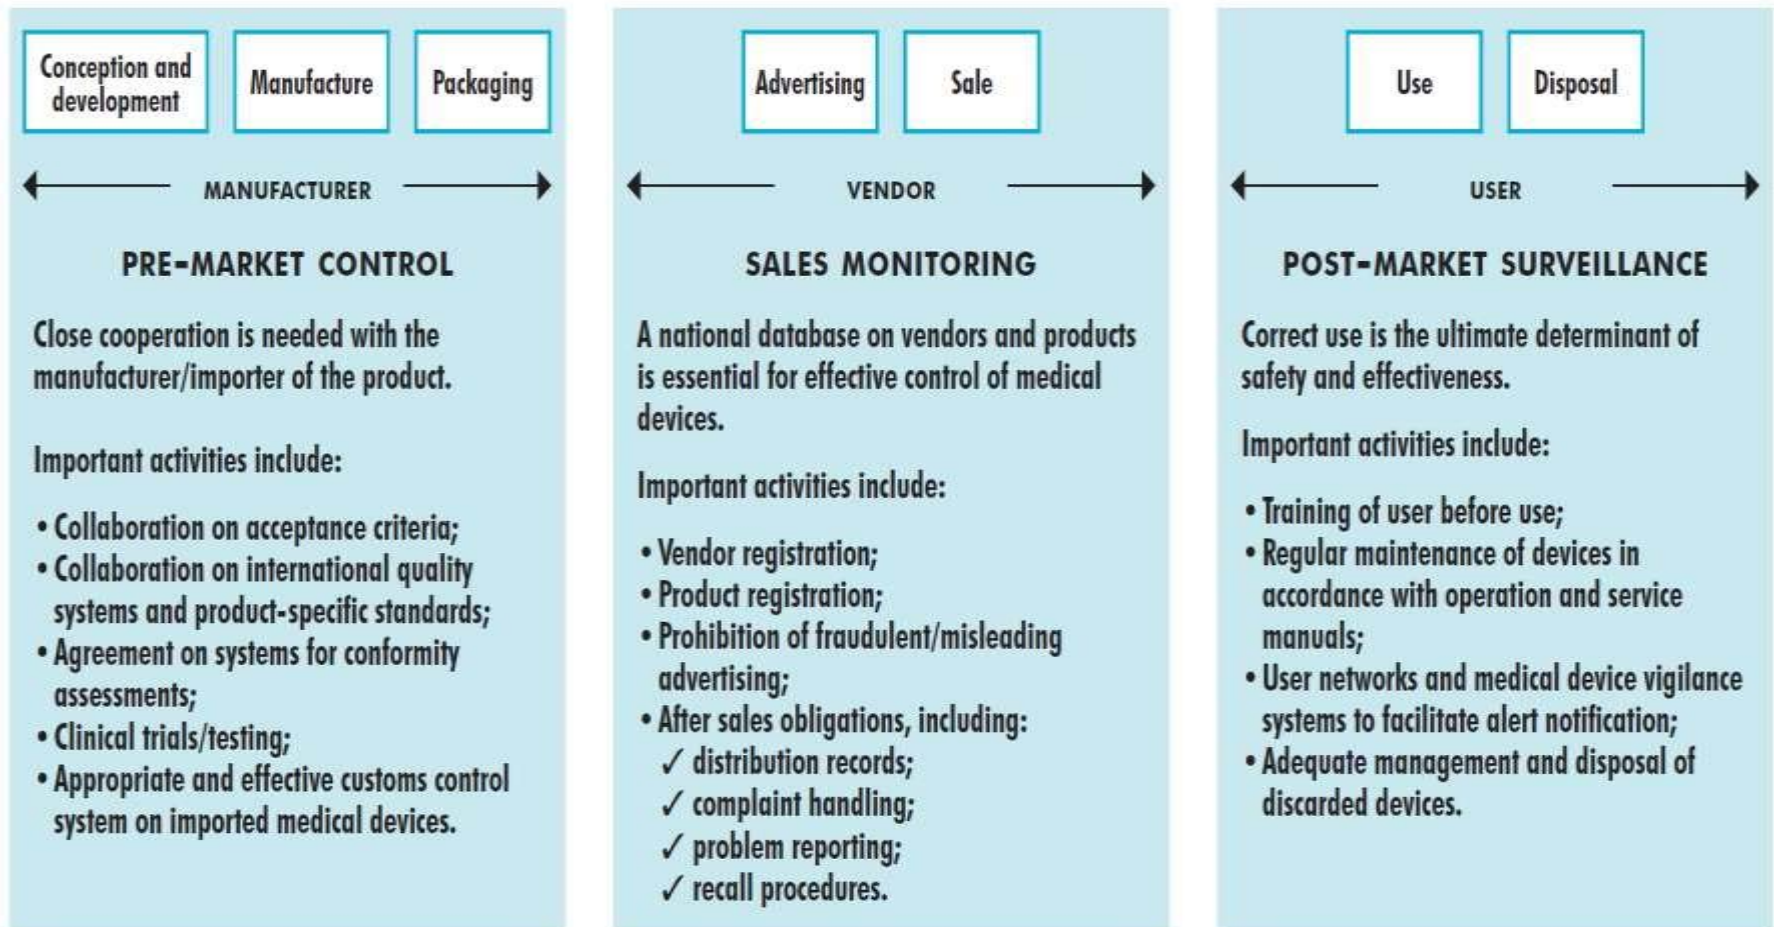 Conception and
development
Manufacture
Packaging
MANUFACTURER
PRE-MARKET CONTROL
Close cooperation is needed with the
manufacturer/importer of the product.
Important activities include:
• Collaboration on acceptance criteria;
• Collaboration on international quality
systems and product-specific standards;
• Agreement on systems for conformity
assessments;
• Clinical trials/testing;
• Appropriate and effective customs control
system on imported medical devices.
Advertising
Sale
VENDOR
SALES MONITORING
A national database on vendors and products
is essential for effective control of medical
devices.
Important activities include:
• Vendor registration;
• Product registration;
• Prohibition of fraudulent/misleading
advertising;
• After sales obligations, including:
✓ distribution records;
✓ complaint handling;
✓ problem reporting;
✓ recall procedures.
Use
Disposal
USER
POST-MARKET SURVEILLANCE
Correct use is the ultimate determinant of
safety and effectiveness.
Important activities include:
• Training of user before use;
• Regular maintenance of devices in
accordance with operation and service
manuals;
• User networks and medical device vigilance
systems to facilitate alert notification;
• Adequate management and disposal of
discarded devices.